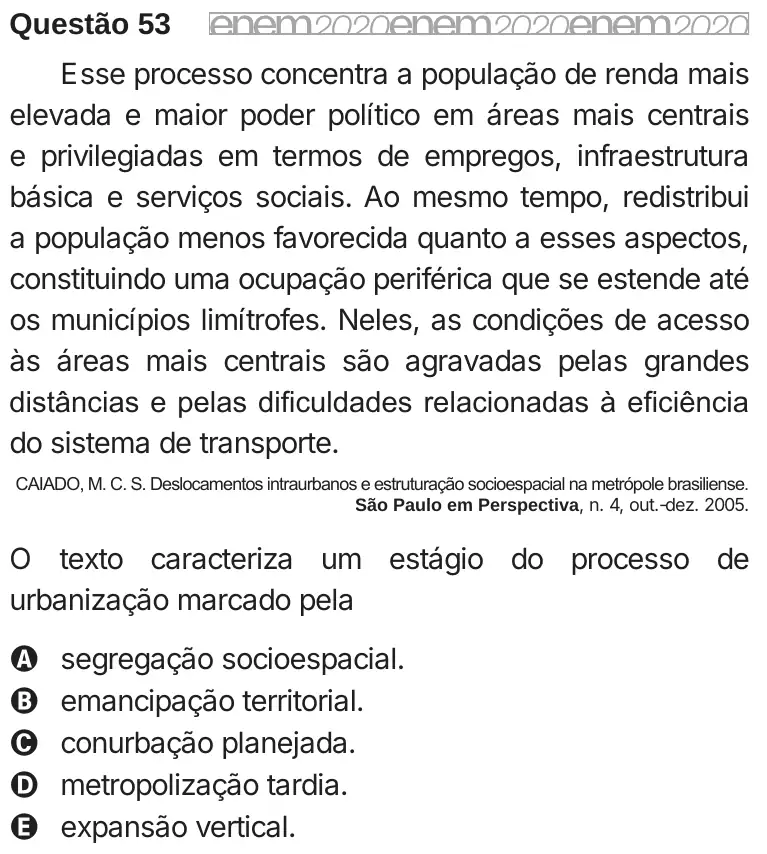 Questão 53 enem2020enem2020enem2020
Esse processo concentra a população de renda mais
elevada e maior poder político em áreas mais centrais
e privilegiadas em termos de empregos, infraestrutura
básica e serviços sociais. Ao mesmo tempo, redistribui
a população menos favorecida quanto a esses aspectos,
constituindo uma ocupação periférica que se estende até
os municípios limítrofes. Neles, as condições de acesso
às áreas mais centrais são agravadas pelas grandes
distâncias e pelas dificuldades relacionadas à eficiência
do sistema de transporte.
CAIADO, M. C. S. Deslocamentos intraurbanos e estruturação socioespacial na metrópole brasiliense.
São Paulo em Perspectiva, n. 4, out.-dez. 2005.
O texto caracteriza um estágio do processo de
urbanização marcado pela
A segregação socioespacial.
B emancipação territorial.
C conurbação planejada.
D metropolização tardia.
E expansão vertical.